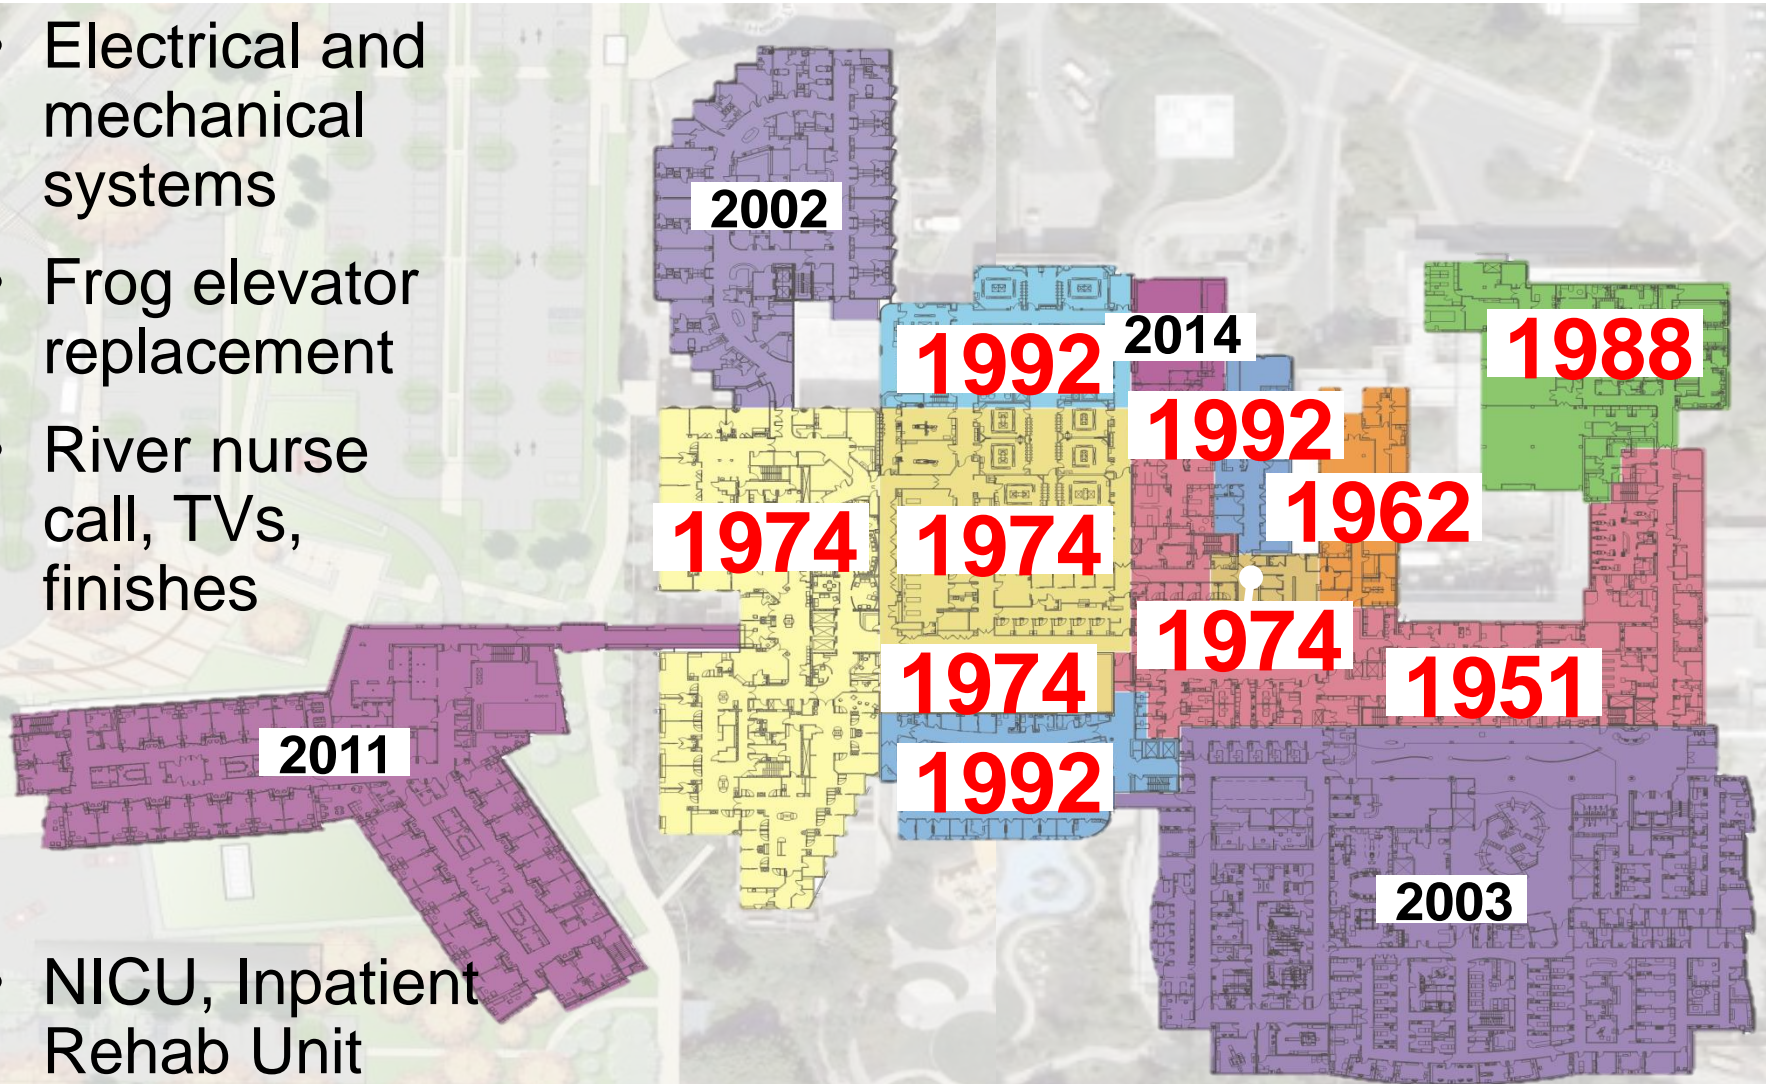 • Electrical and
mechanical
systems
• Frog elevator
replacement
• River nurse
call, TVs,
finishes
• NICU, Inpatient
Rehab Unit
2002
1992
2014
1988
1992
1962
1974
1974
1974
1974
1951
2011
1992
2003